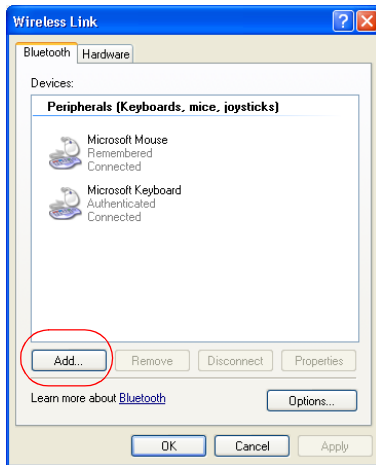 Wireless Link
Bluetooth Hardware
Devices:
Peripherals (Keyboards, mice, joysticks)
Microsoft Mouse
Remembered
Connected
Microsoft Keyboard
Authenticated
Connected
Add... Remove Disconnect Properties
Learn more about Bluetooth Options...
OK Cancel Apply